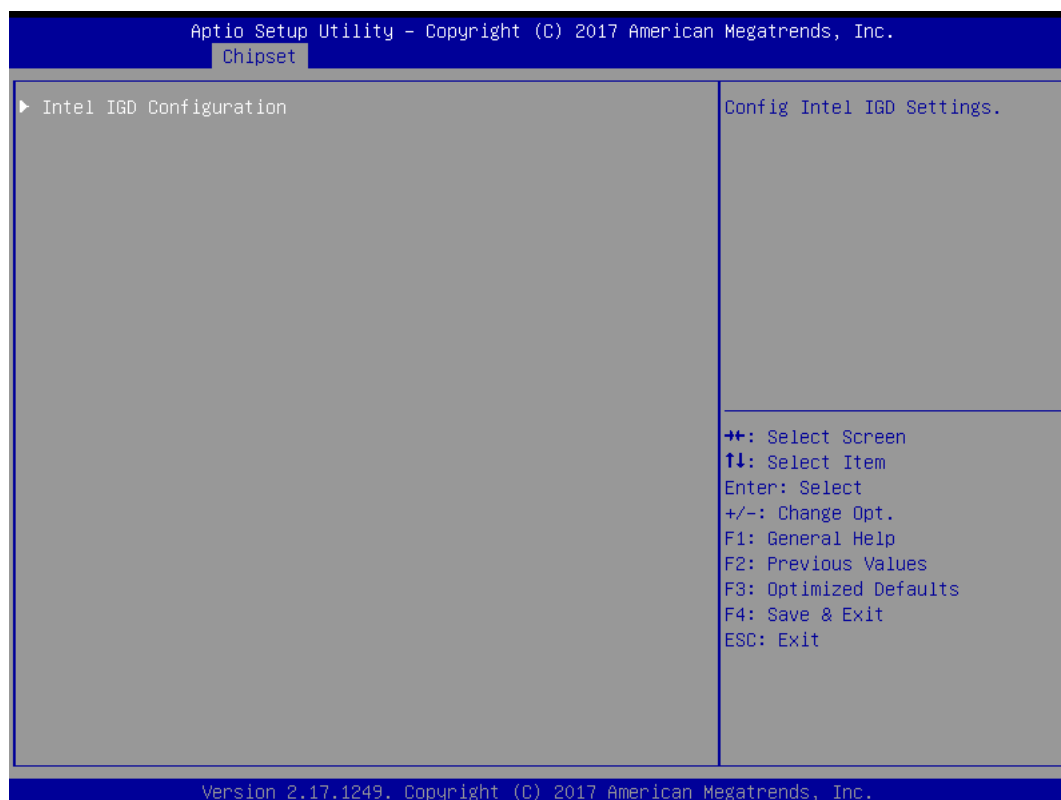 Aptio Setup Utility – Copyright (C) 2017 American Megatrends, Inc.
Chipset
► Intel IGD Configuration
Config Intel IGD Settings.
→←: Select Screen
↑↓: Select Item
Enter: Select
+/-: Change Opt.
F1: General Help
F2: Previous Values
F3: Optimized Defaults
F4: Save & Exit
ESC: Exit
Version 2.17.1249. Copyright (C) 2017 American Megatrends, Inc.